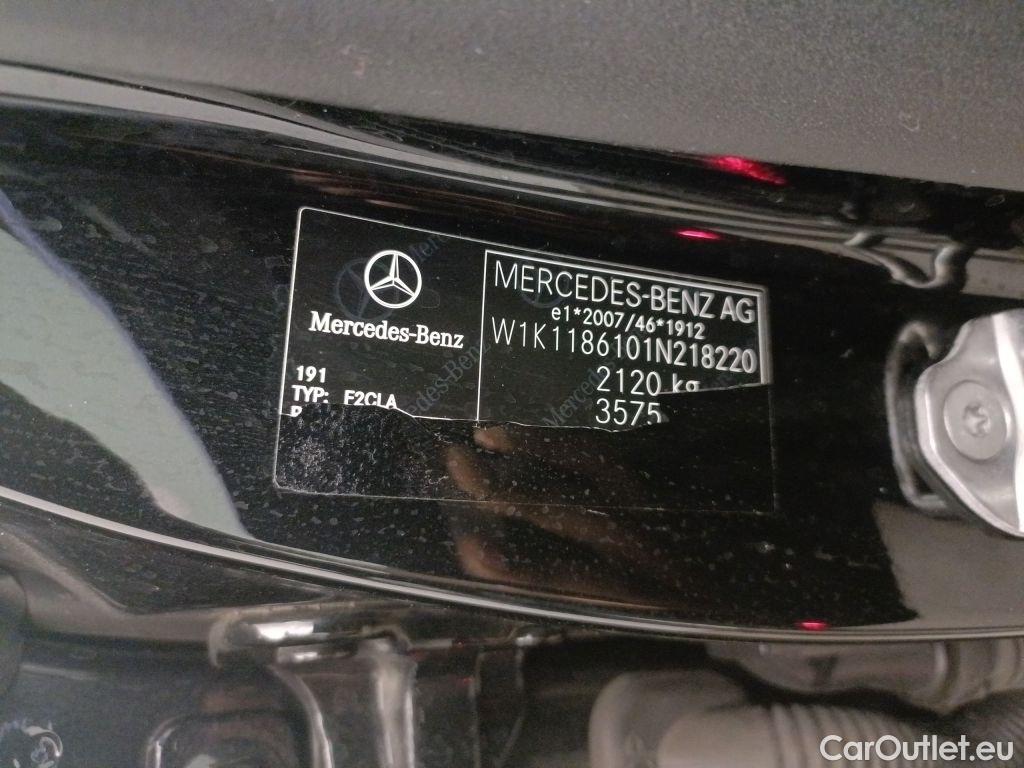 Mercedes-Benz
MERCEDES-BENZ AG
e1*2007/46*1912
W1K1186101N218220
2120 kg
3575
191
TYP: F2CLA
CarOutlet.eu